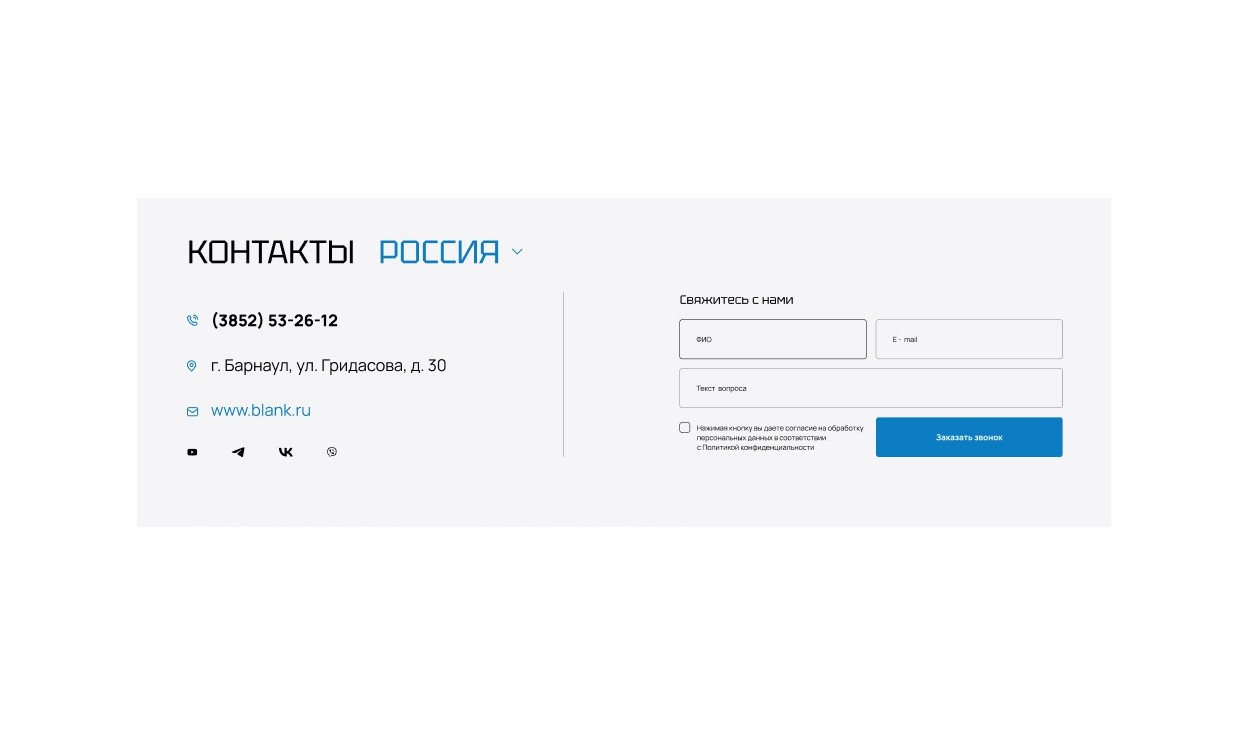 КОНТАКТЫ РОССИЯ
(3852) 53-26-12
г. Барнаул, ул. Гридасова, д. 30
www.blank.ru
Свяжитесь с нами
ФИО
E - mail
Текст вопроса
Нажимая кнопку вы даете согласие на обработку
персональных данных в соответствии
с Политикой конфиденциальности
Заказать звонок